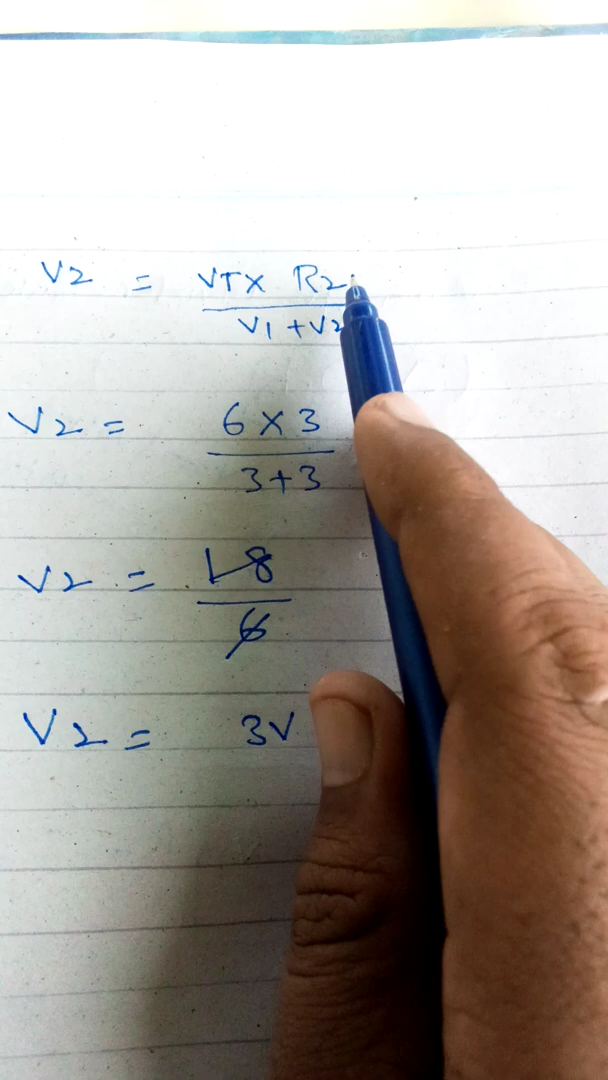 V2 = VT X R2
V1 + V2
V2 = 6 X 3
3 + 3
V2 = 18
6
V2 = 3V